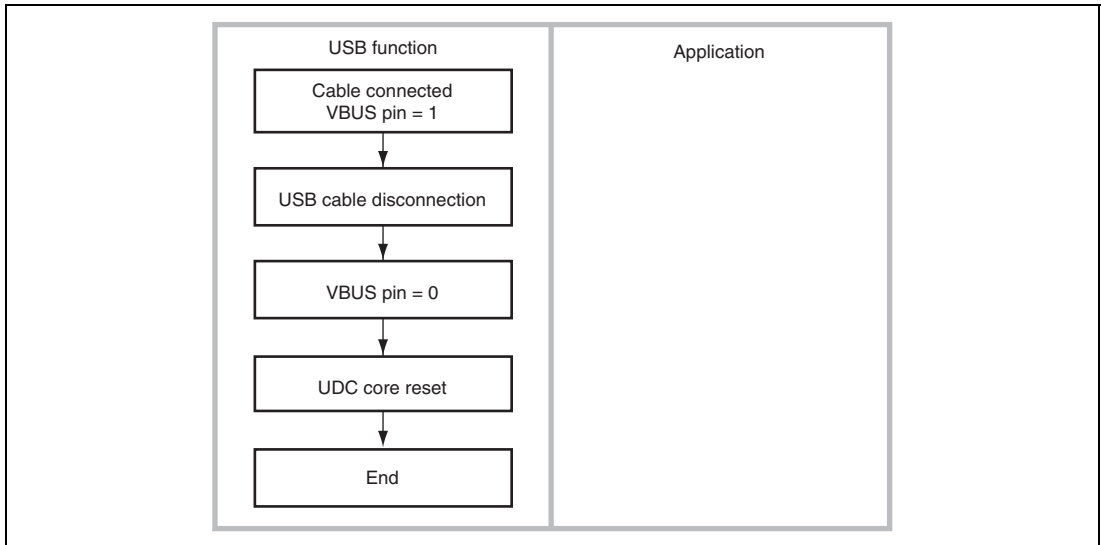 USB function
Application
Cable connected
VBUS pin = 1
USB cable disconnection
VBUS pin = 0
UDC core reset
End